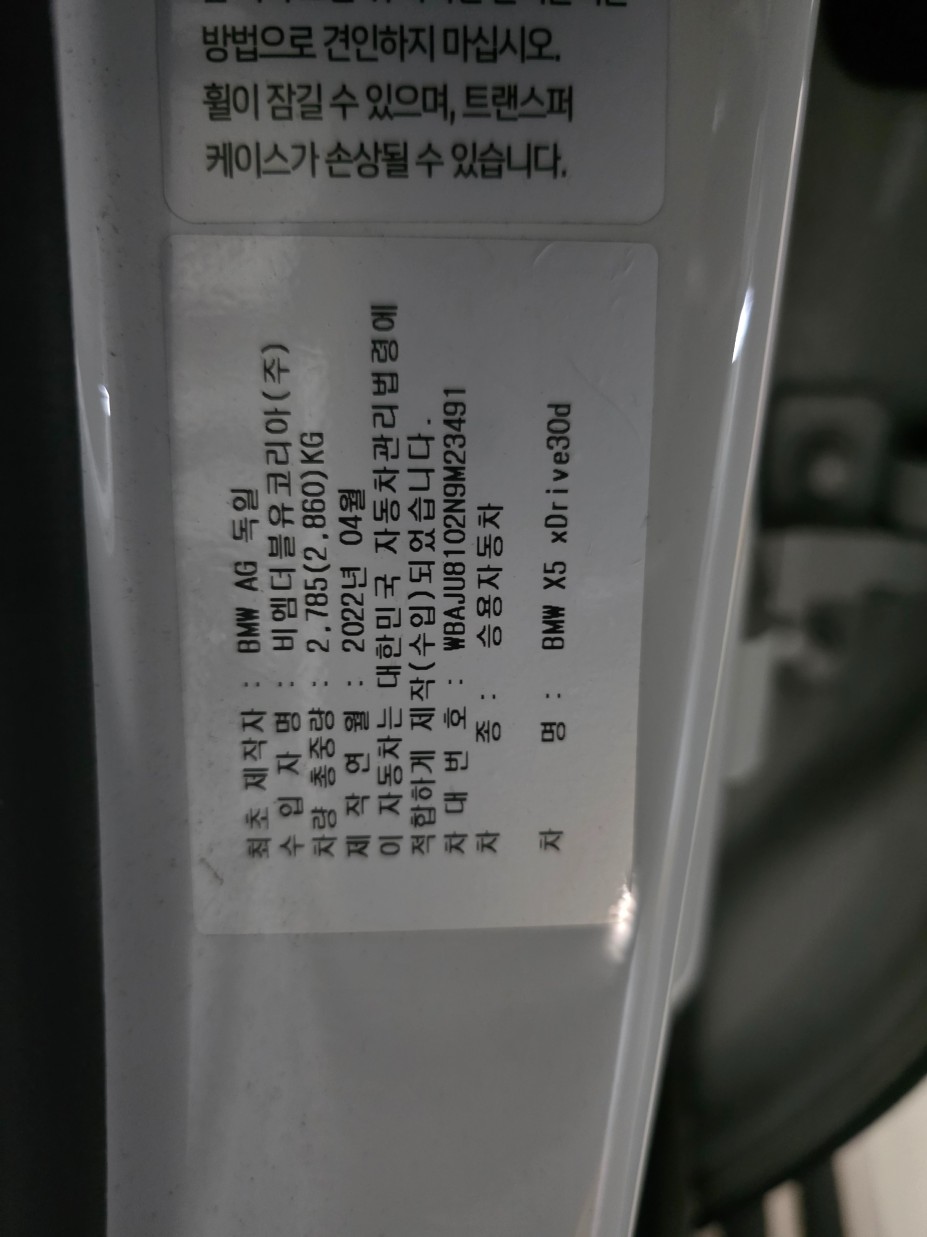 방법으로 견인하지 마십시오.
휠이 잠길 수 있으며, 트랜스퍼
케이스가 손상될 수 있습니다.
최초 제작자 : BMW AG 독일
수 입 자 명 : 비엠더블유코리아(주)
차량 총중량 : 2,785(2,860)KG
제 작 연 월 : 2022년 04월
이 자동차는 대한민국 자동차관리법령에
적합하게 제작(수입)되었습니다.
차 대 번 호 : WBAJU8102N9M23491
차 종 : 승용자동차
차 명 : BMW X5 xDrive30d